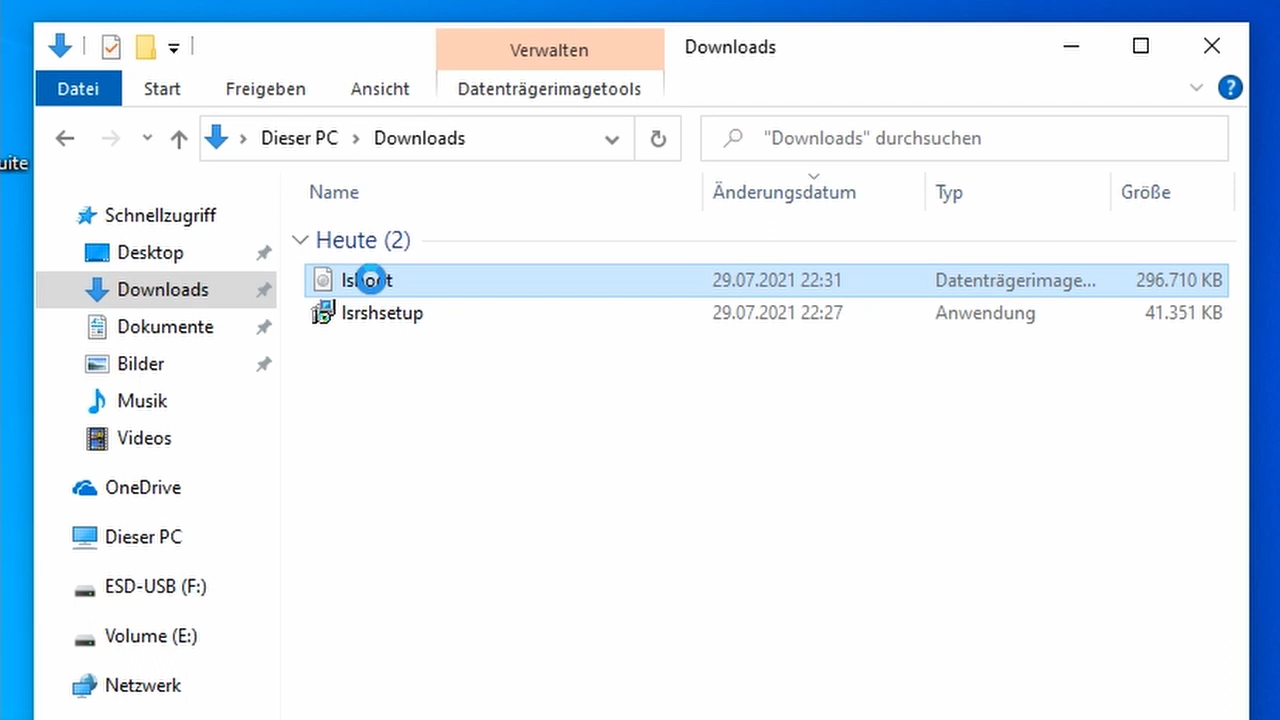 Verwalten
Downloads
Datei
Start
Freigeben
Ansicht
Datenträgerimagetools
?
Dieser PC
Downloads
"Downloads" durchsuchen
uite
Name
Änderungsdatum
Typ
Größe
Schnellzugriff
Desktop
Downloads
Dokumente
Bilder
Musik
Videos
OneDrive
Dieser PC
ESD-USB (F:)
Volume (E:)
Netzwerk
Heute (2)
29.07.2021 22:31
Datenträgerimage...
296.710 KB
lsrshsetup
29.07.2021 22:27
Anwendung
41.351 KB